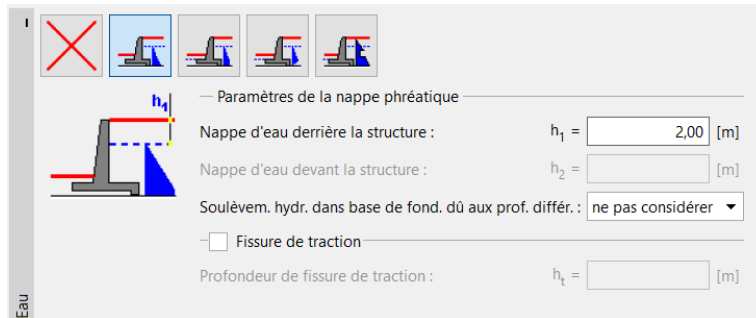 h1
Paramètres de la nappe phréatique
Nappe d'eau derrière la structure : h1 = 2,00 [m]
Nappe d'eau devant la structure : h2 = [m]
Soulèvem. hydr. dans base de fond. dû aux prof. différ. : ne pas considérer
Fissure de traction
Profondeur de fissure de traction : ht = [m]
Eau